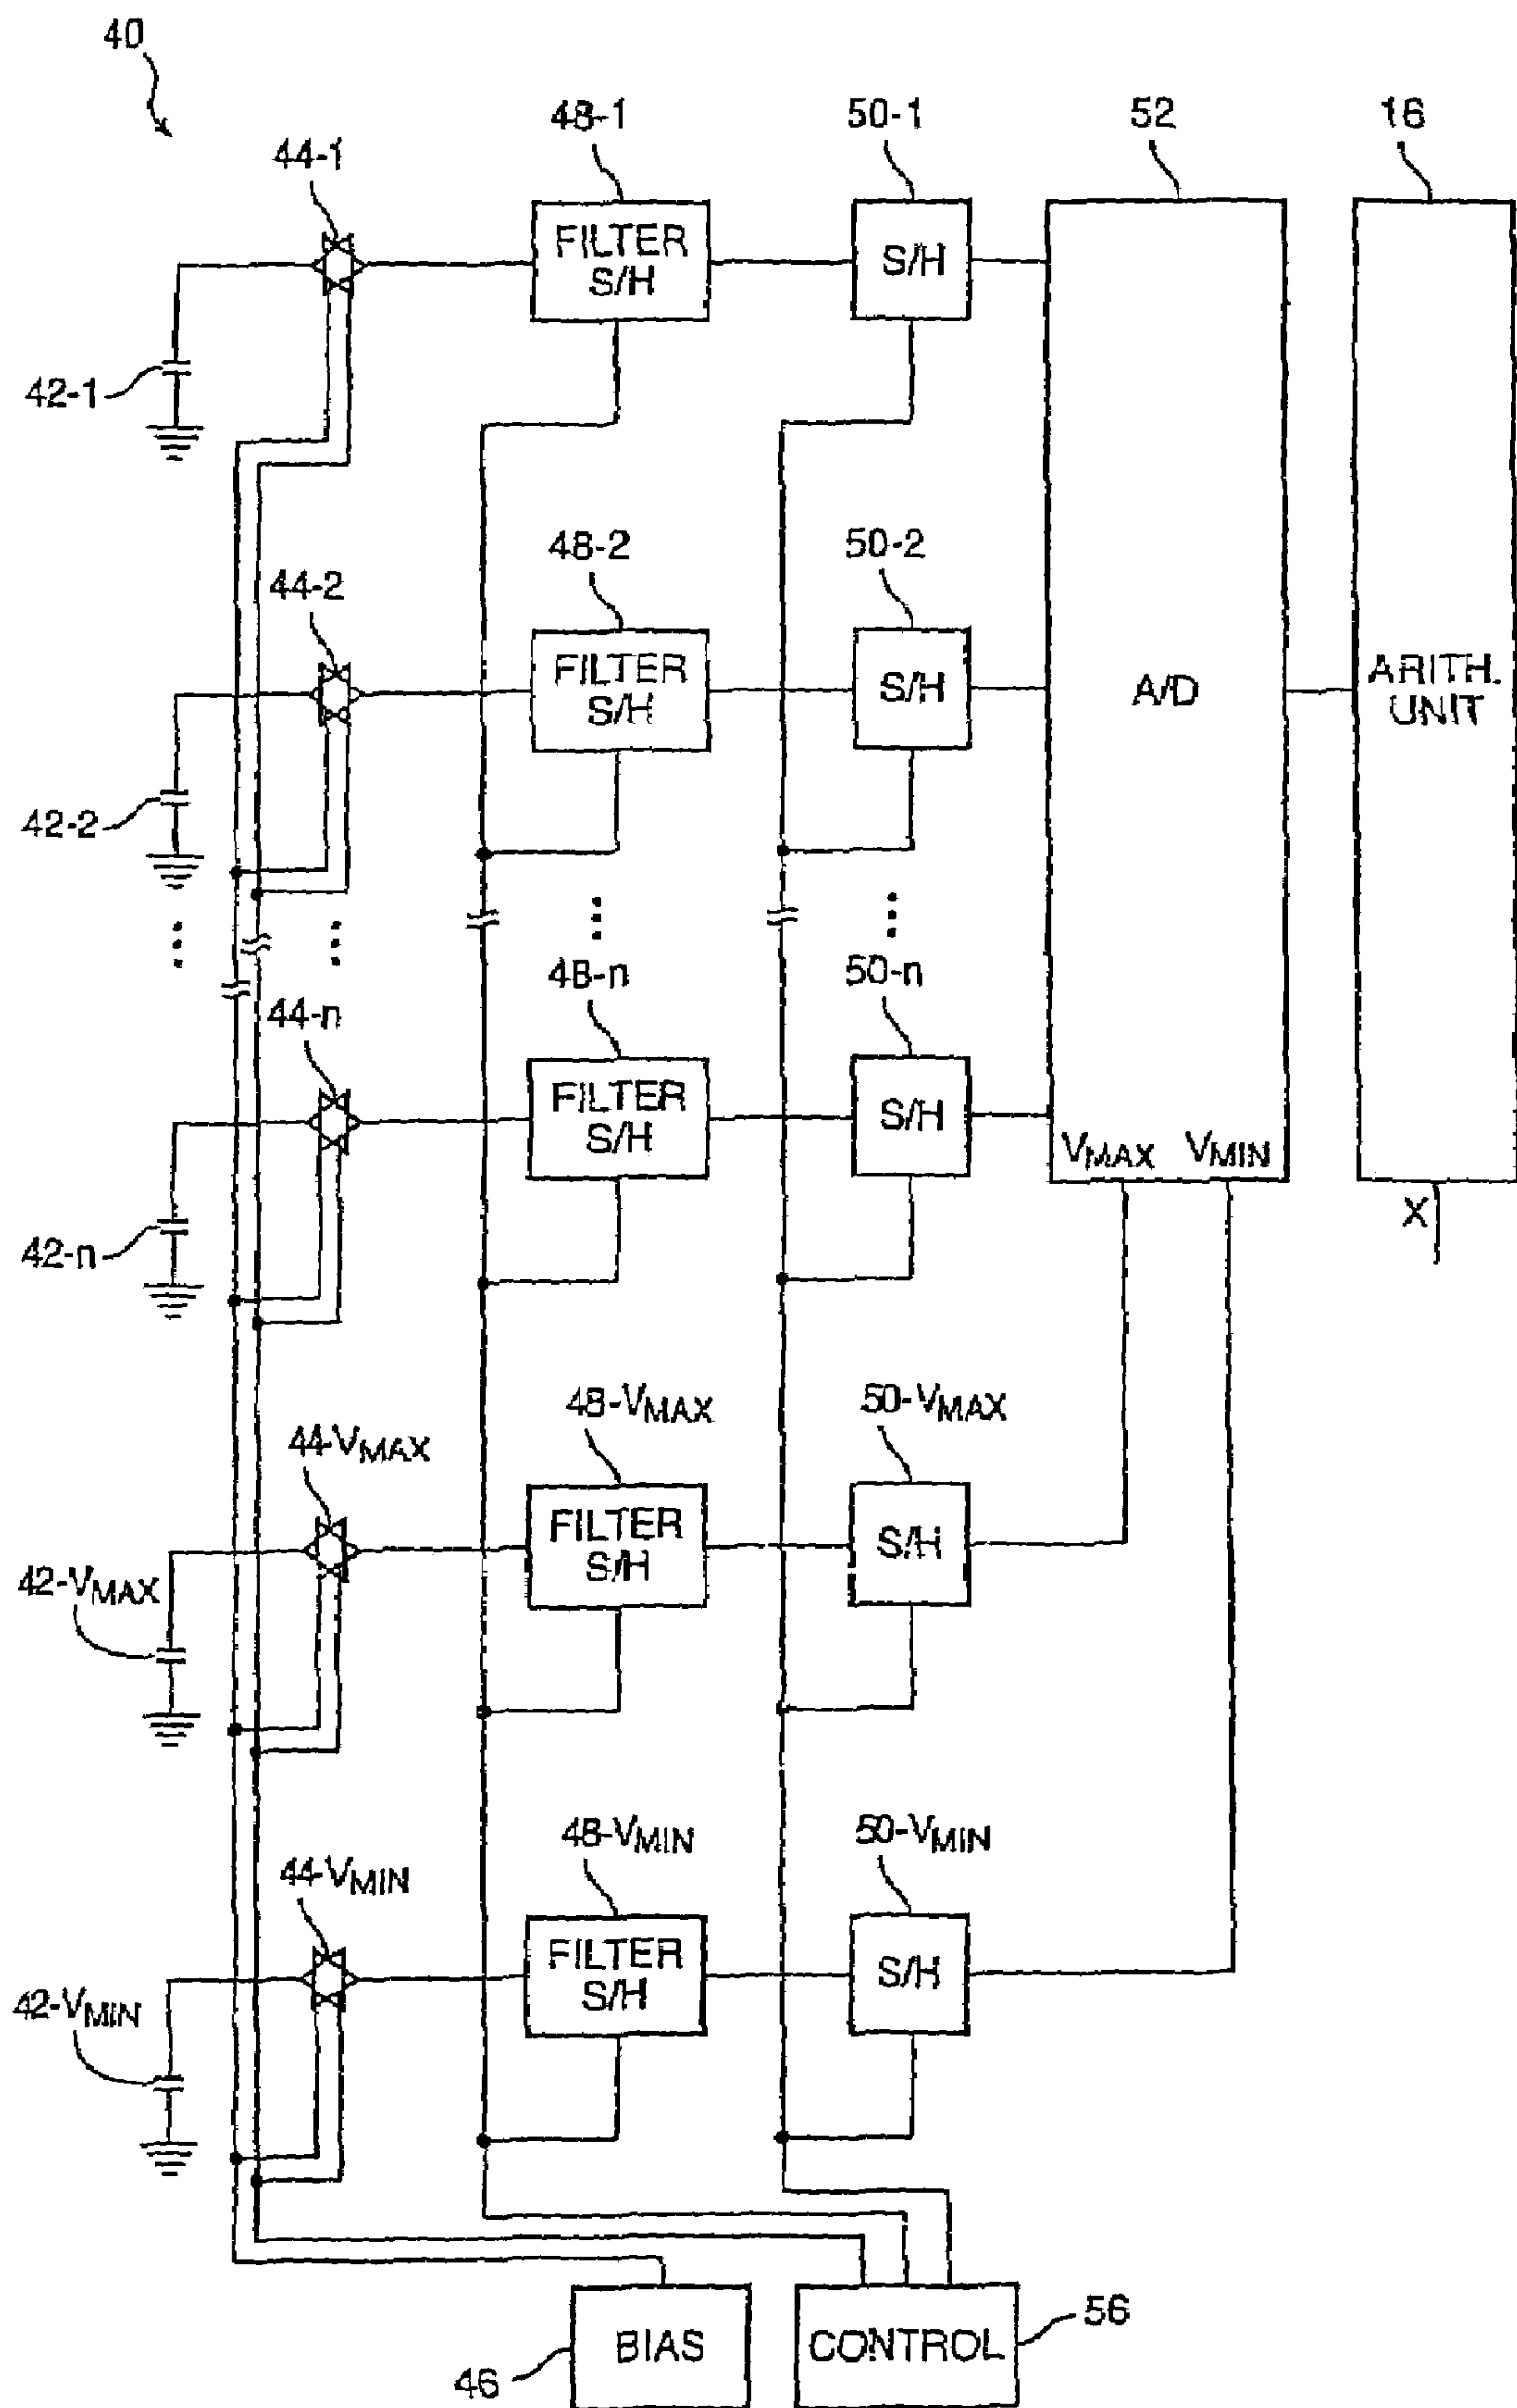 40
48-1
50-1
52
16
44-1
FILTER
S/H
S/H
42-1
48-2
50-2
44-2
FILTER
S/H
S/H
A/D
ARITH.
UNIT
42-2
48-n
50-n
44-n
FILTER
S/H
S/H
VMAX VMIN
X
42-n
48-VMAX
50-VMAX
44-VMAX
FILTER
S/H
S/H
42-VMAX
48-VMIN
50-VMIN
44-VMIN
FILTER
S/H
S/H
42-VMIN
56
BIAS
CONTROL
46